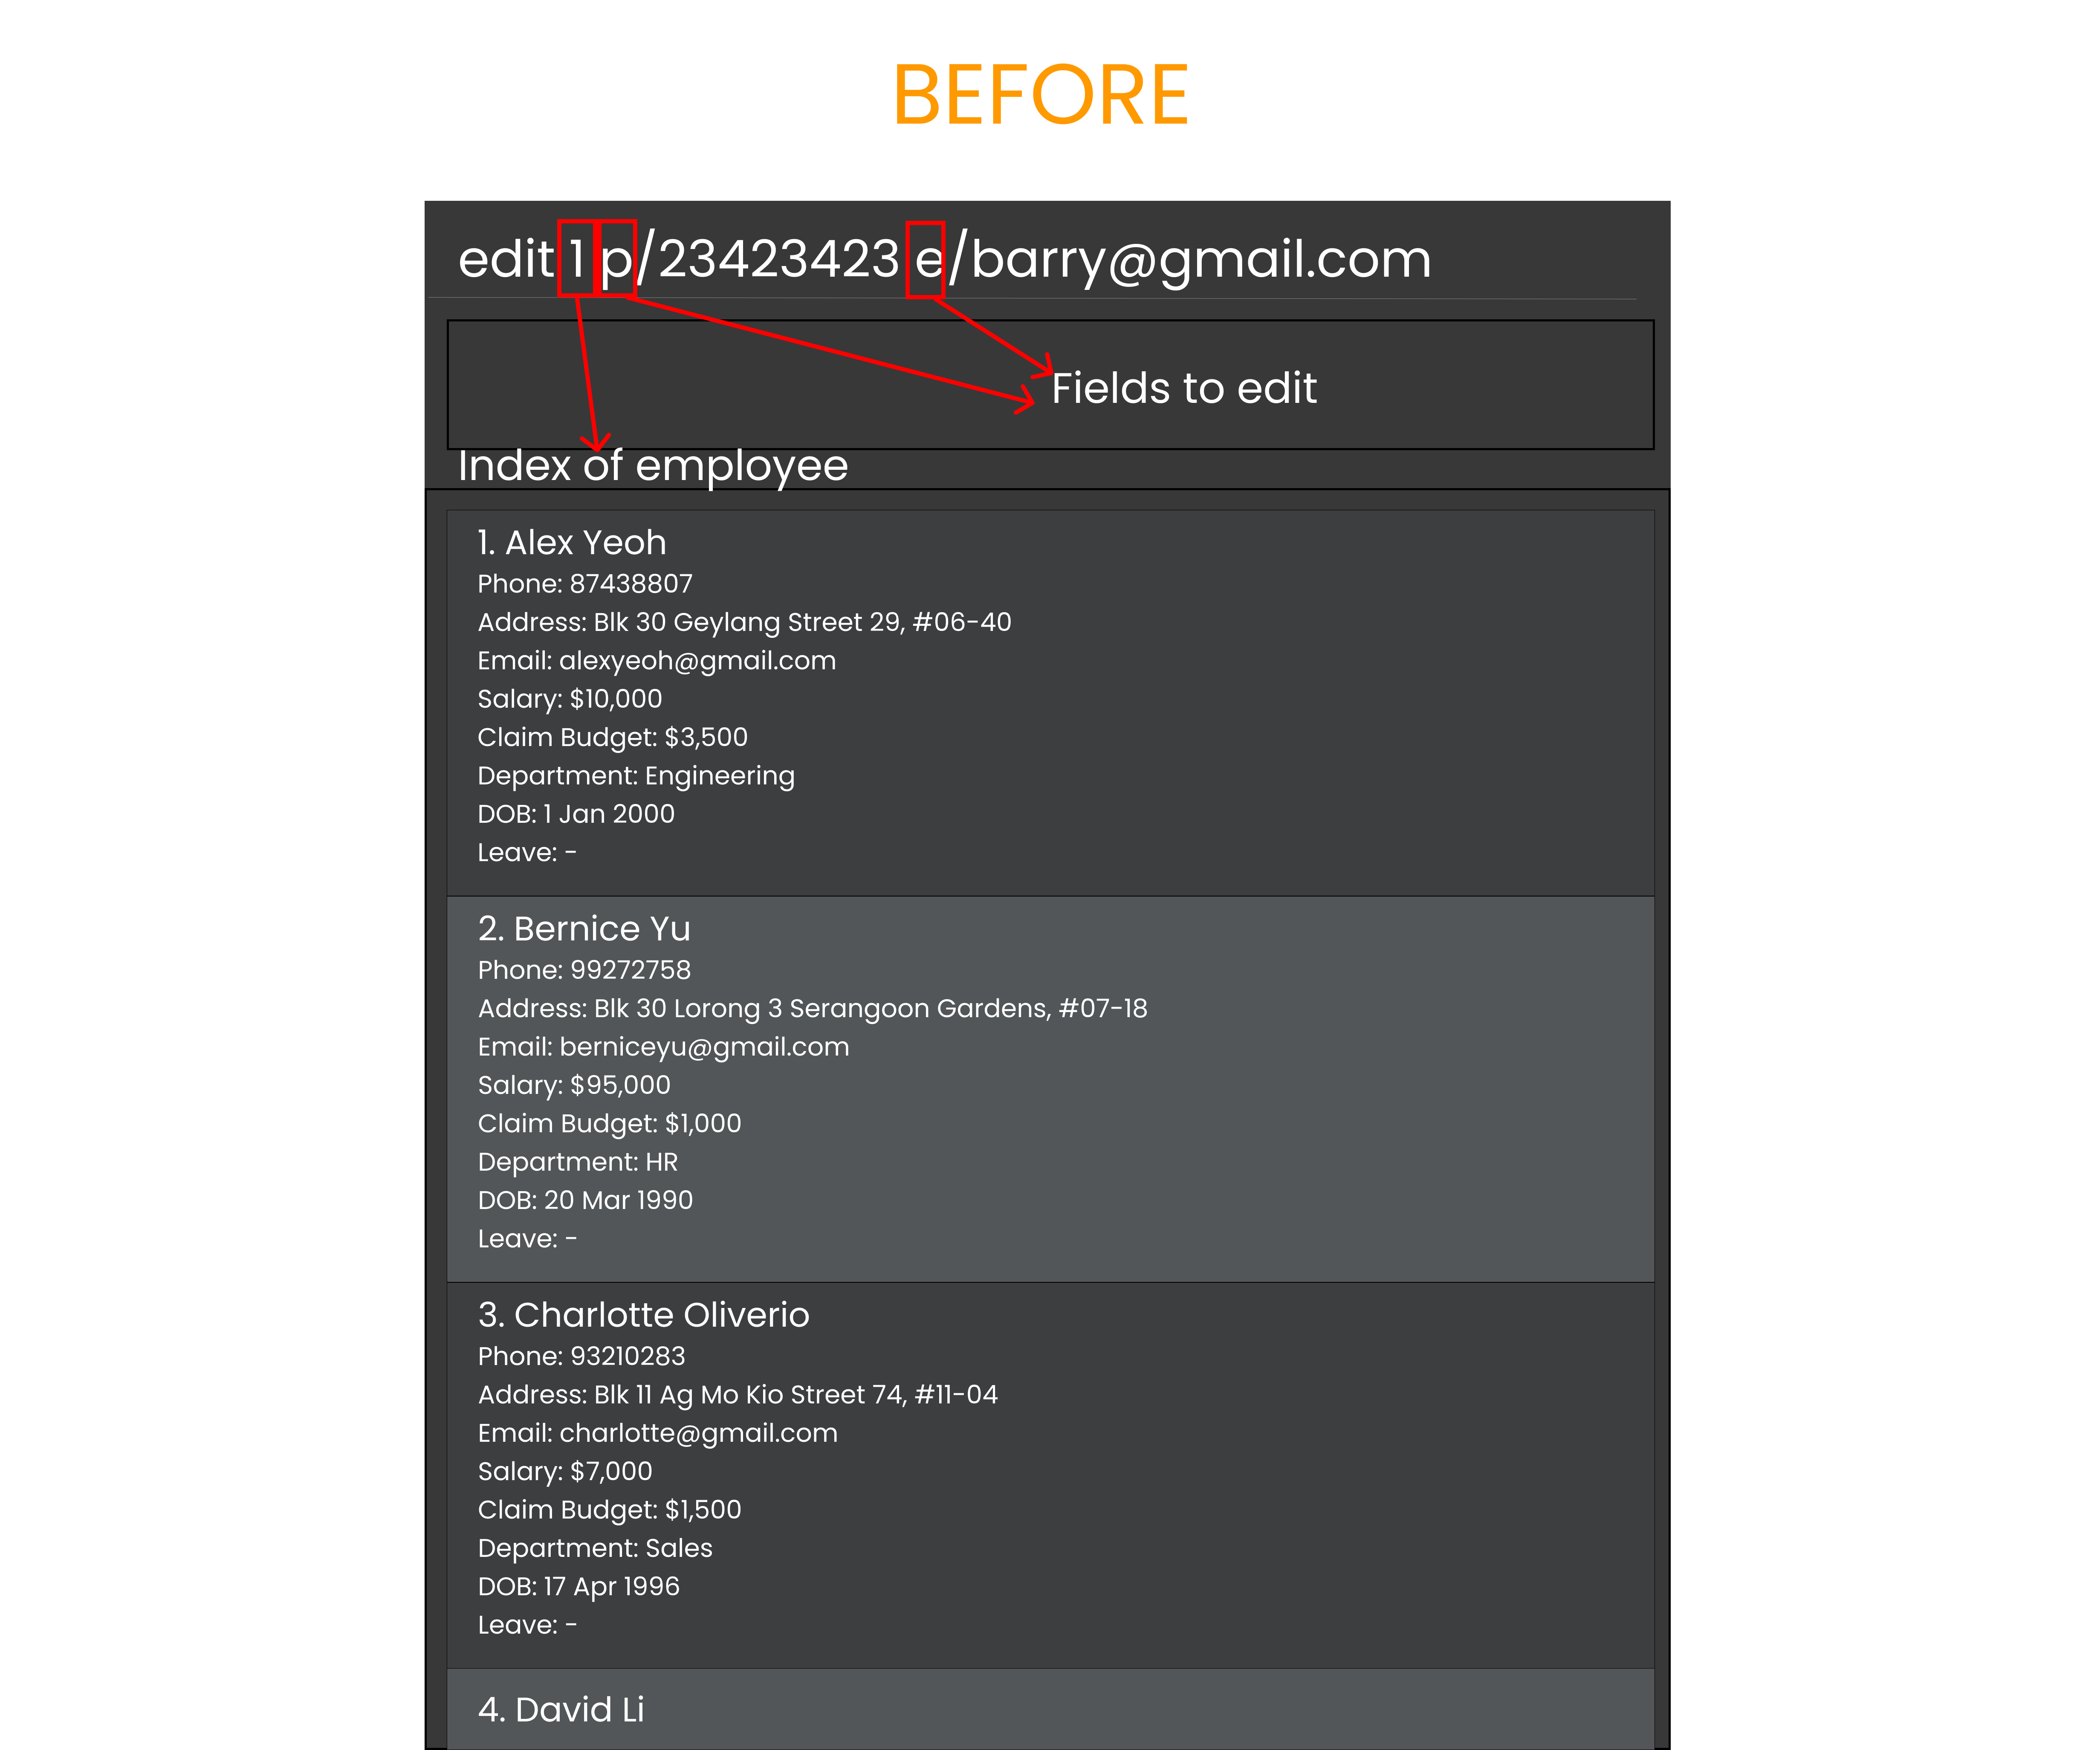 BEFORE
edit 1 p/23423423 e/barry@gmail.com
Fields to edit
Index of employee
1. Alex Yeoh
Phone: 87438807
Address: Blk 30 Geylang Street 29, #06-40
Email: alexyeoh@gmail.com
Salary: $10,000
Claim Budget: $3,500
Department: Engineering
DOB: 1 Jan 2000
Leave: -
2. Bernice Yu
Phone: 99272758
Address: Blk 30 Lorong 3 Serangoon Gardens, #07-18
Email: berniceyu@gmail.com
Salary: $95,000
Claim Budget: $1,000
Department: HR
DOB: 20 Mar 1990
Leave: -
3. Charlotte Oliverio
Phone: 93210283
Address: Blk 11 Ag Mo Kio Street 74, #11-04
Email: charlotte@gmail.com
Salary: $7,000
Claim Budget: $1,500
Department: Sales
DOB: 17 Apr 1996
Leave: -
4. David Li